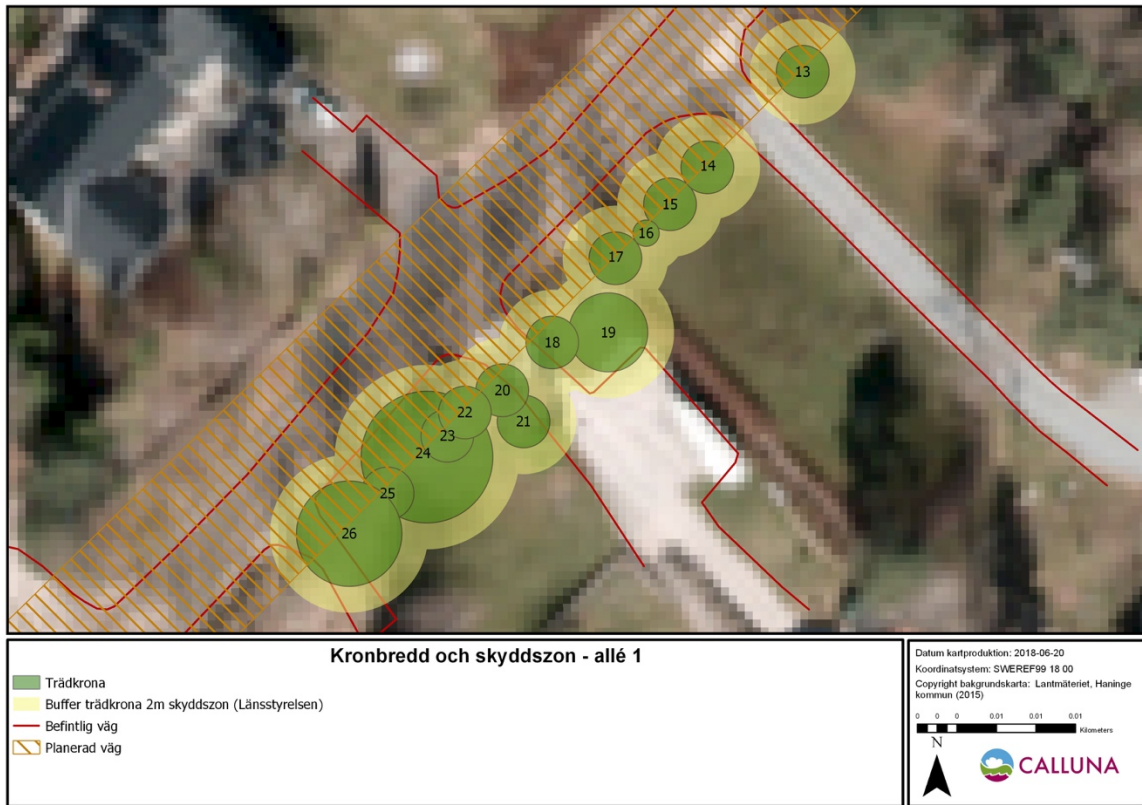 13
14
15
16
17
18
19
20
21
22
23
24
25
26
Kronbredd och skyddszon - allé 1
Trädkrona
Buffer trädkrona 2m skyddszon (Länsstyrelsen)
Befintlig väg
Planerad väg
Datum kartproduktion: 2018-06-20
Koordinatsystem: SWEREF99 18 00
Copyright bakgrundskarta: Lantmäteriet, Haninge
kommun (2015)
0 0 0 0.01 0.01 0.01
Kilometers
N
CALLUNA